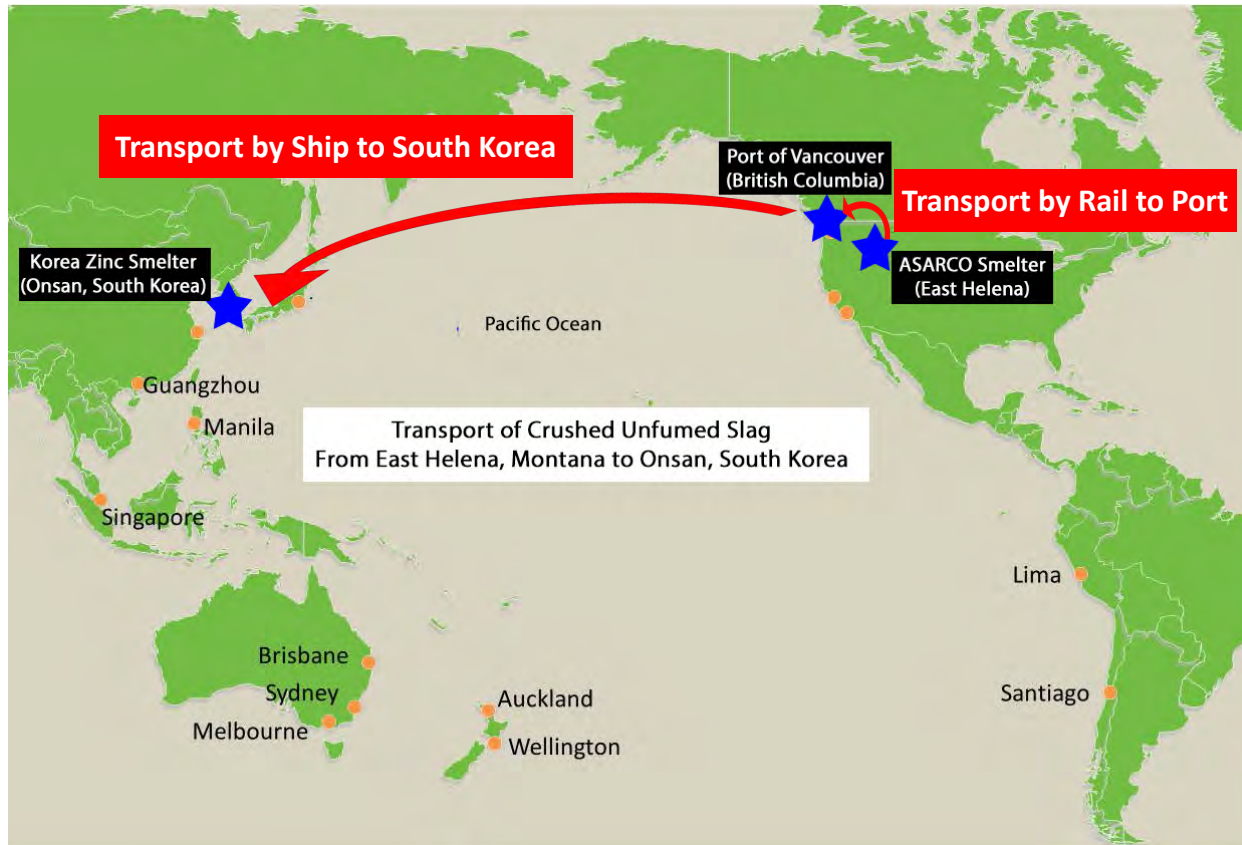 Transport by Ship to South Korea
Port of Vancouver
(British Columbia)
Transport by Rail to Port
Korea Zinc Smelter
(Onsan, South Korea)
ASARCO Smelter
(East Helena)
Pacific Ocean
Guangzhou
Manila
Transport of Crushed Unfumed Slag
From East Helena, Montana to Onsan, South Korea
Singapore
Lima
Brisbane
Sydney
Melbourne
Auckland
Wellington
Santiago